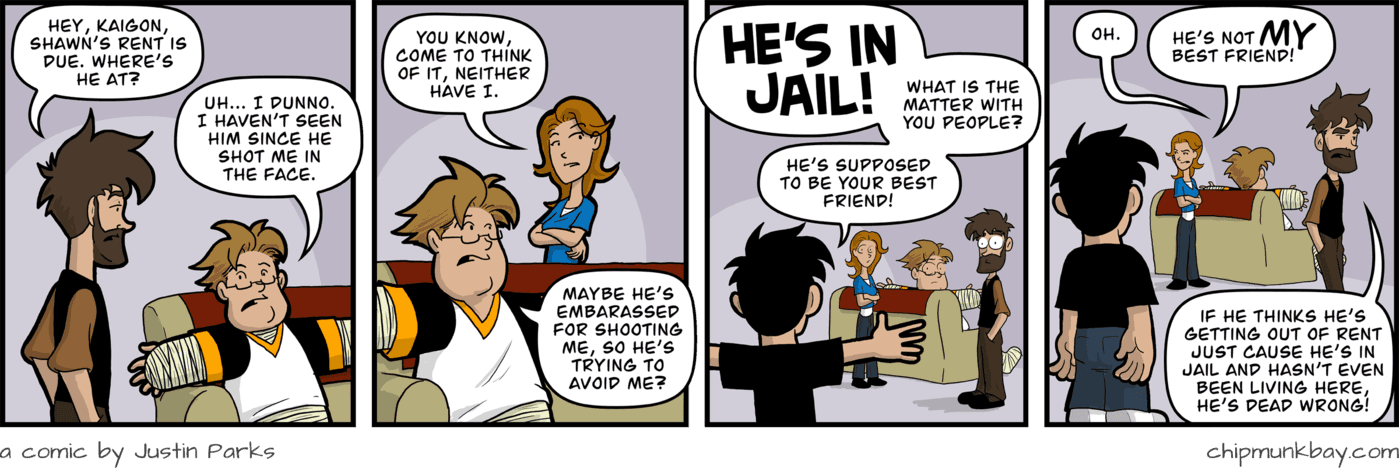 HEY, KAIGON,
SHAWN'S RENT IS
DUE. WHERE'S
HE AT?
UH... I DUNNO.
I HAVEN'T SEEN
HIM SINCE HE
SHOT ME IN
THE FACE.
YOU KNOW,
COME TO THINK
OF IT, NEITHER
HAVE I.
MAYBE HE'S
EMBARASSED
FOR SHOOTING
ME, SO HE'S
TRYING TO
AVOID ME?
HE'S IN
JAIL!
WHAT IS THE
MATTER WITH
YOU PEOPLE?
HE'S SUPPOSED
TO BE YOUR BEST
FRIEND!
OH.
HE'S NOT MY
BEST FRIEND!
IF HE THINKS HE'S
GETTING OUT OF RENT
JUST CAUSE HE'S IN
JAIL AND HASN'T EVEN
BEEN LIVING HERE,
HE'S DEAD WRONG!
a comic by Justin Parks
chipmunkbay.com